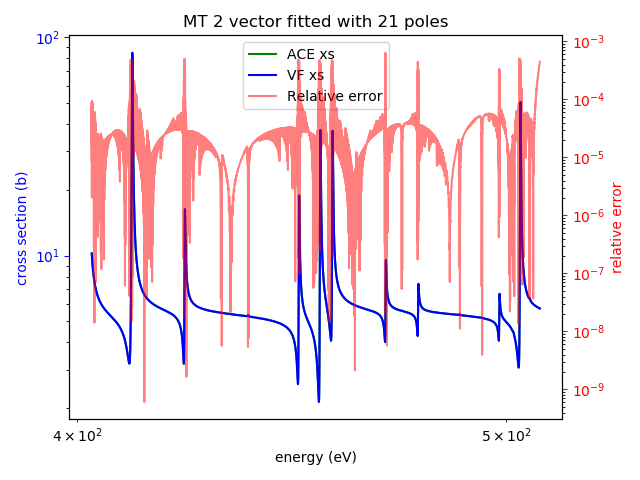 MT 2 vector fitted with 21 poles
ACE xs
VF xs
Relative error
cross section (b)
10²
10¹
relative error
10⁻³
10⁻⁴
10⁻⁵
10⁻⁶
10⁻⁷
10⁻⁸
10⁻⁹
4 × 10²
5 × 10²
energy (eV)